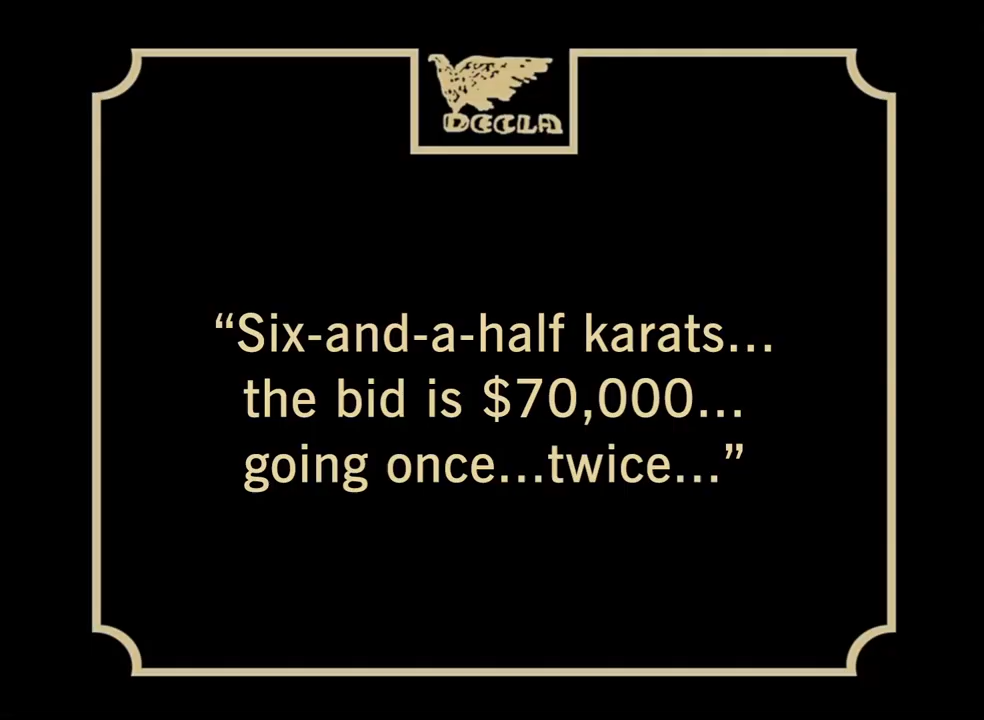 DECLA
“Six-and-a-half karats...
the bid is $70,000...
going once...twice...”